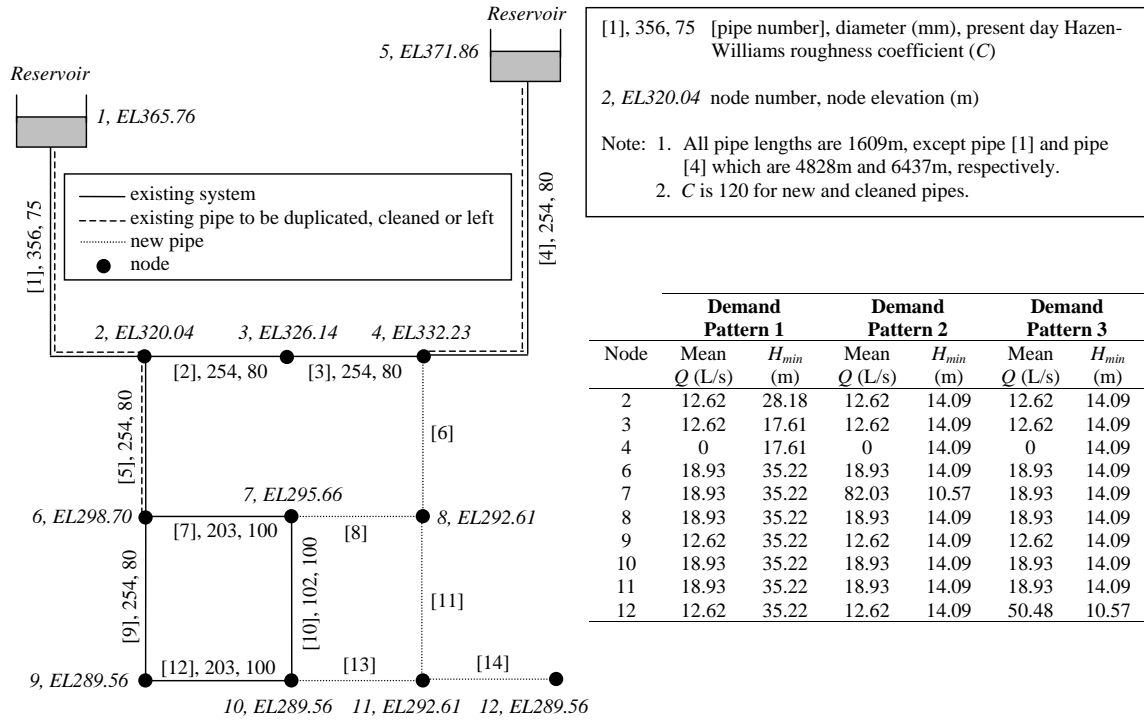 Reservoir
5, EL371.86
Reservoir
1, EL365.76
existing system
existing pipe to be duplicated, cleaned or left
new pipe
node
[1], 356, 75
[4], 254, 80
2, EL320.04
3, EL326.14
4, EL332.23
[2], 254, 80
[3], 254, 80
[5], 254, 80
[6]
7, EL295.66
6, EL298.70
8, EL292.61
[7], 203, 100
[8]
[9], 254, 80
[10], 102, 100
[11]
[12], 203, 100
[13]
[14]
9, EL289.56
10, EL289.56
11, EL292.61
12, EL289.56
[1], 356, 75 [pipe number], diameter (mm), present day Hazen-
Williams roughness coefficient (C)
2, EL320.04 node number, node elevation (m)
Note: 1. All pipe lengths are 1609m, except pipe [1] and pipe
[4] which are 4828m and 6437m, respectively.
2. C is 120 for new and cleaned pipes.
Demand Demand Demand
Pattern 1 Pattern 2 Pattern 3
Node Mean Hmin Mean Hmin Mean Hmin
Q (L/s) (m) Q (L/s) (m) Q (L/s) (m)
2 12.62 28.18 12.62 14.09 12.62 14.09
3 12.62 17.61 12.62 14.09 12.62 14.09
4 0 17.61 0 14.09 0 14.09
6 18.93 35.22 18.93 14.09 18.93 14.09
7 18.93 35.22 82.03 10.57 18.93 14.09
8 18.93 35.22 18.93 14.09 18.93 14.09
9 12.62 35.22 12.62 14.09 12.62 14.09
10 18.93 35.22 18.93 14.09 18.93 14.09
11 18.93 35.22 18.93 14.09 18.93 14.09
12 12.62 35.22 12.62 14.09 50.48 10.57